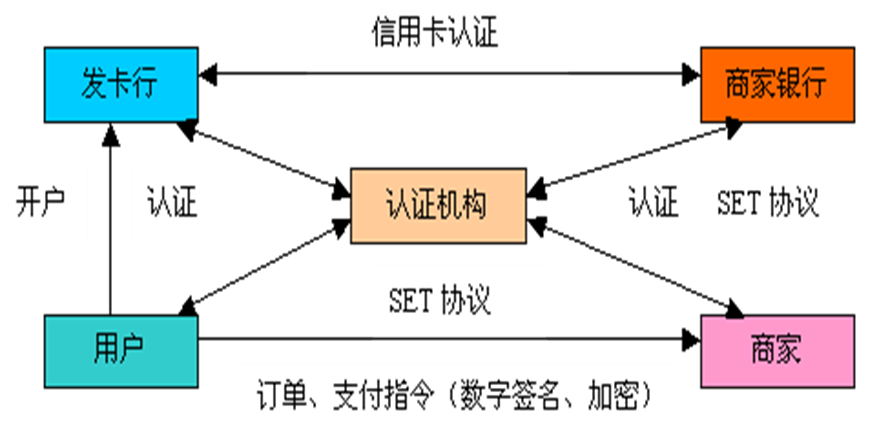 信用卡认证
发卡行
商家银行
开户
认证
认证机构
认证
SET 协议
SET 协议
用户
商家
订单、支付指令（数字签名、加密）